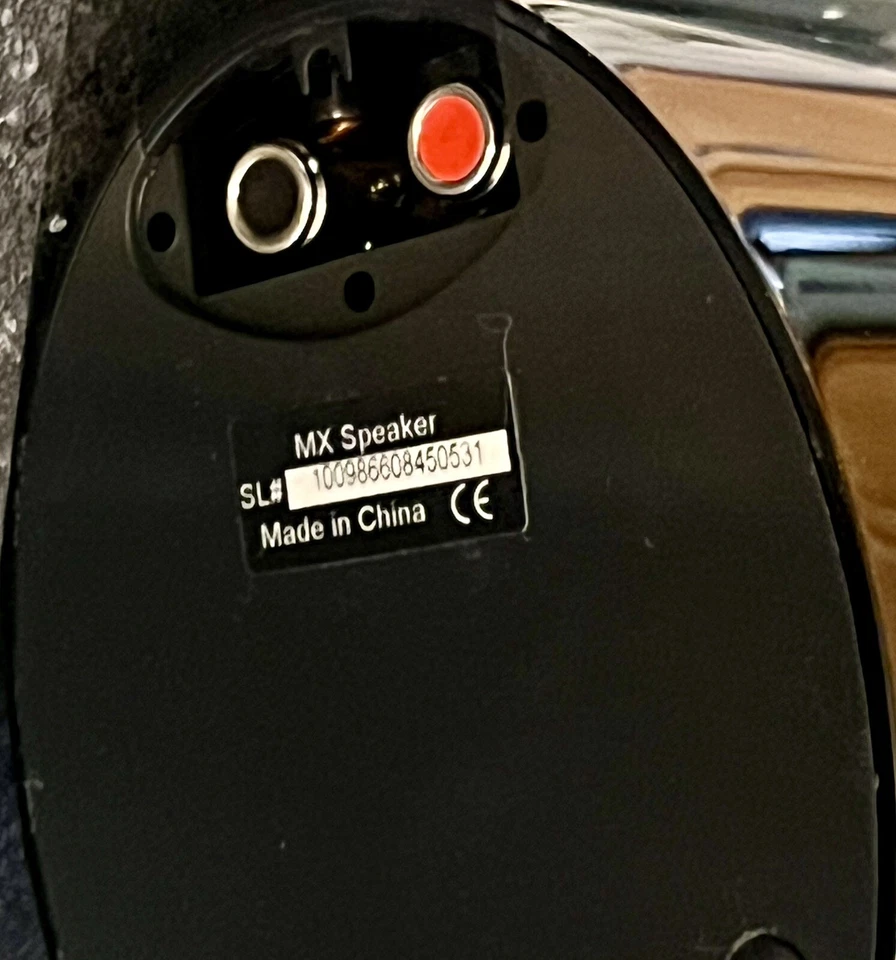 MX Speaker
SL# 100986608450531
Made in China CE